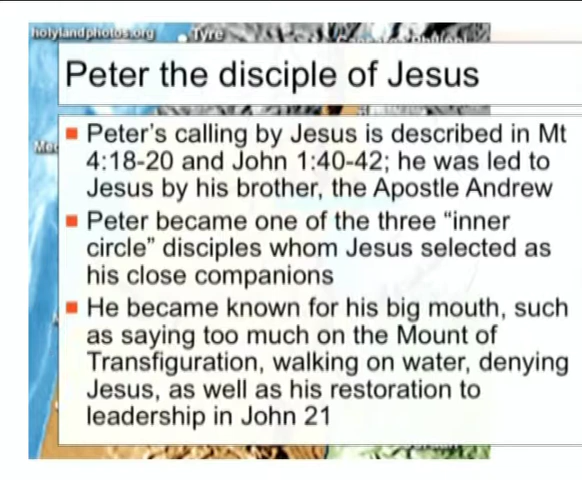 holylandphotos.org Tyre
Peter the disciple of Jesus
Peter's calling by Jesus is described in Mt
4:18-20 and John 1:40-42; he was led to
Jesus by his brother, the Apostle Andrew
Peter became one of the three “inner
circle” disciples whom Jesus selected as
his close companions
He became known for his big mouth, such
as saying too much on the Mount of
Transfiguration, walking on water, denying
Jesus, as well as his restoration to
leadership in John 21